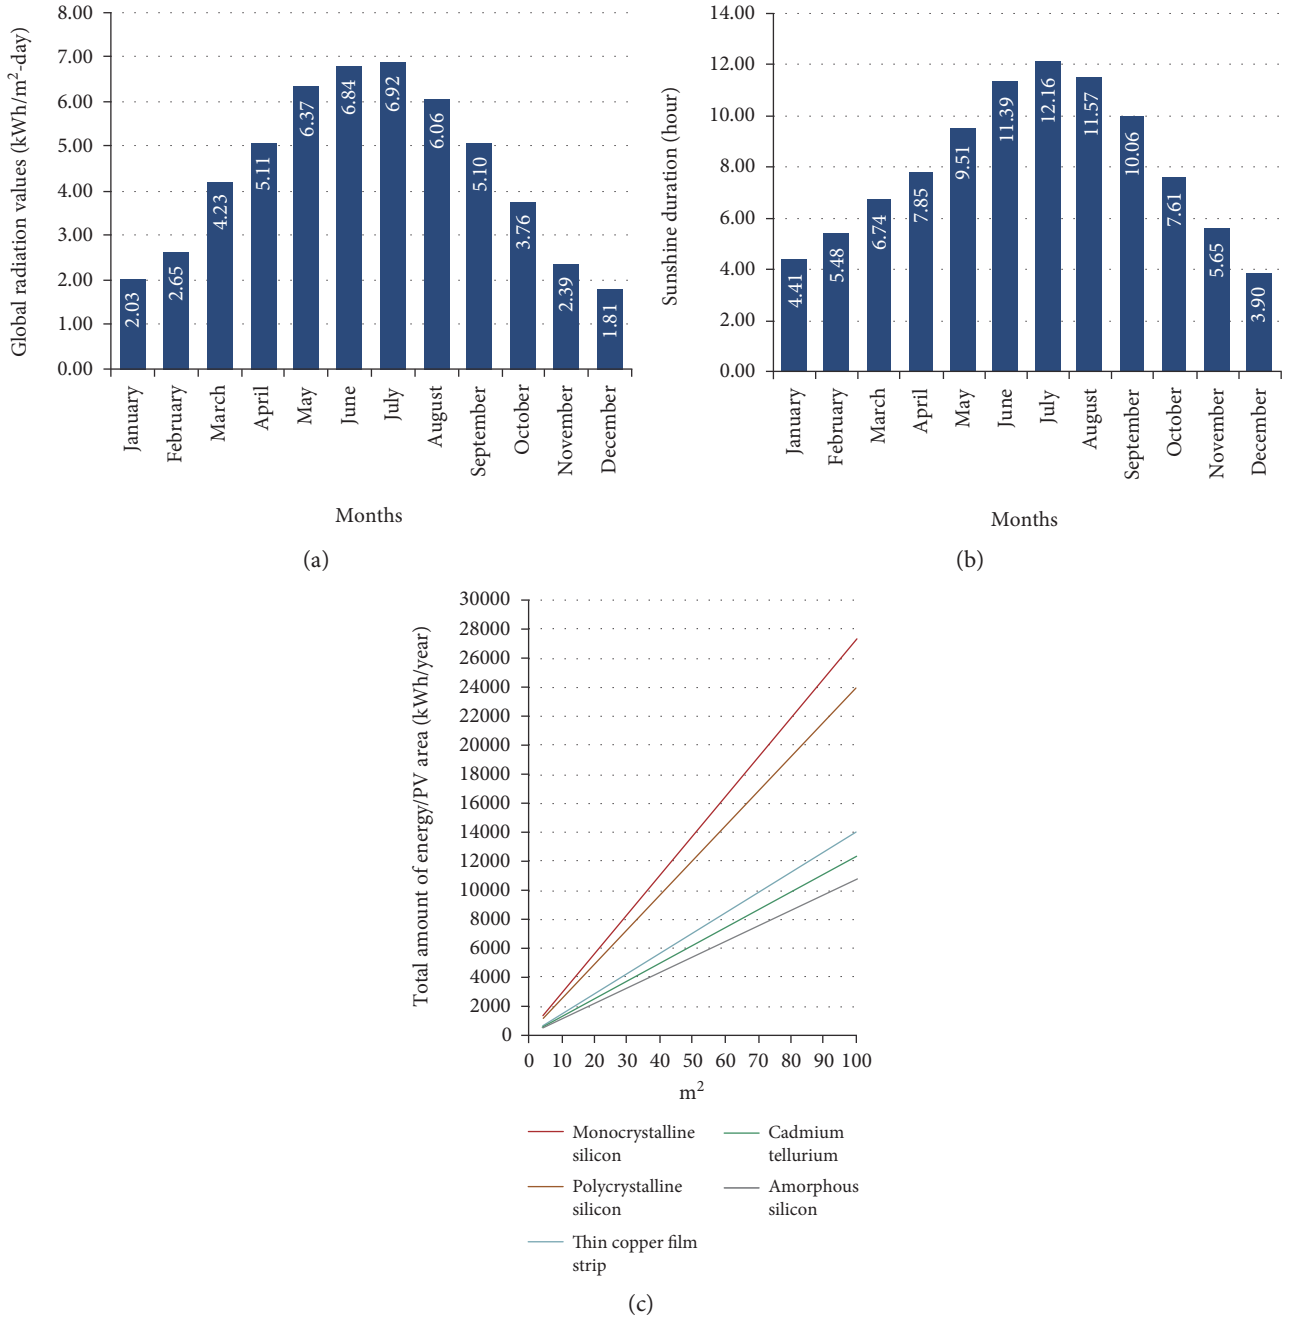 8.00
7.00
6.00
5.00
4.00
3.00
2.00
1.00
0.00
Global radiation values (kWh/m²-day)
2.03
2.65
4.23
5.11
6.37
6.84
6.92
6.06
5.10
3.76
2.39
1.81
January
February
March
April
May
June
July
August
September
October
November
December
Months
(a)
14.00
12.00
10.00
8.00
6.00
4.00
2.00
0.00
Sunshine duration (hour)
4.41
5.48
6.74
7.85
9.51
11.39
12.16
11.57
10.06
7.61
5.65
3.90
January
February
March
April
May
June
July
August
September
October
November
December
Months
(b)
30000
28000
26000
24000
22000
20000
18000
16000
14000
12000
10000
8000
6000
4000
2000
0
Total amount of energy/PV area (kWh/year)
0 10 20 30 40 50 60 70 80 90 100
m²
Monocrystalline
silicon
Polycrystalline
silicon
Thin copper film
strip
Cadmium
tellurium
Amorphous
silicon
(c)